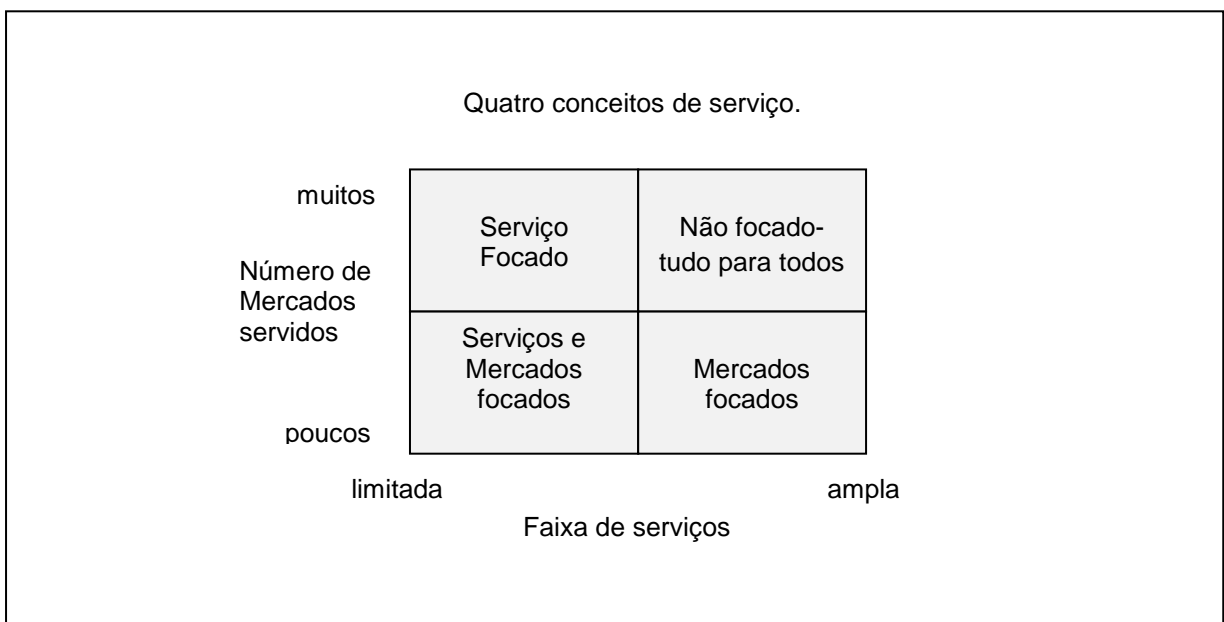 Quatro conceitos de serviço.
muitos
Número de
Mercados
servidos
poucos
Serviço
Focado
Não focado-
tudo para todos
Serviços e
Mercados
focados
Mercados
focados
limitada
ampla
Faixa de serviços